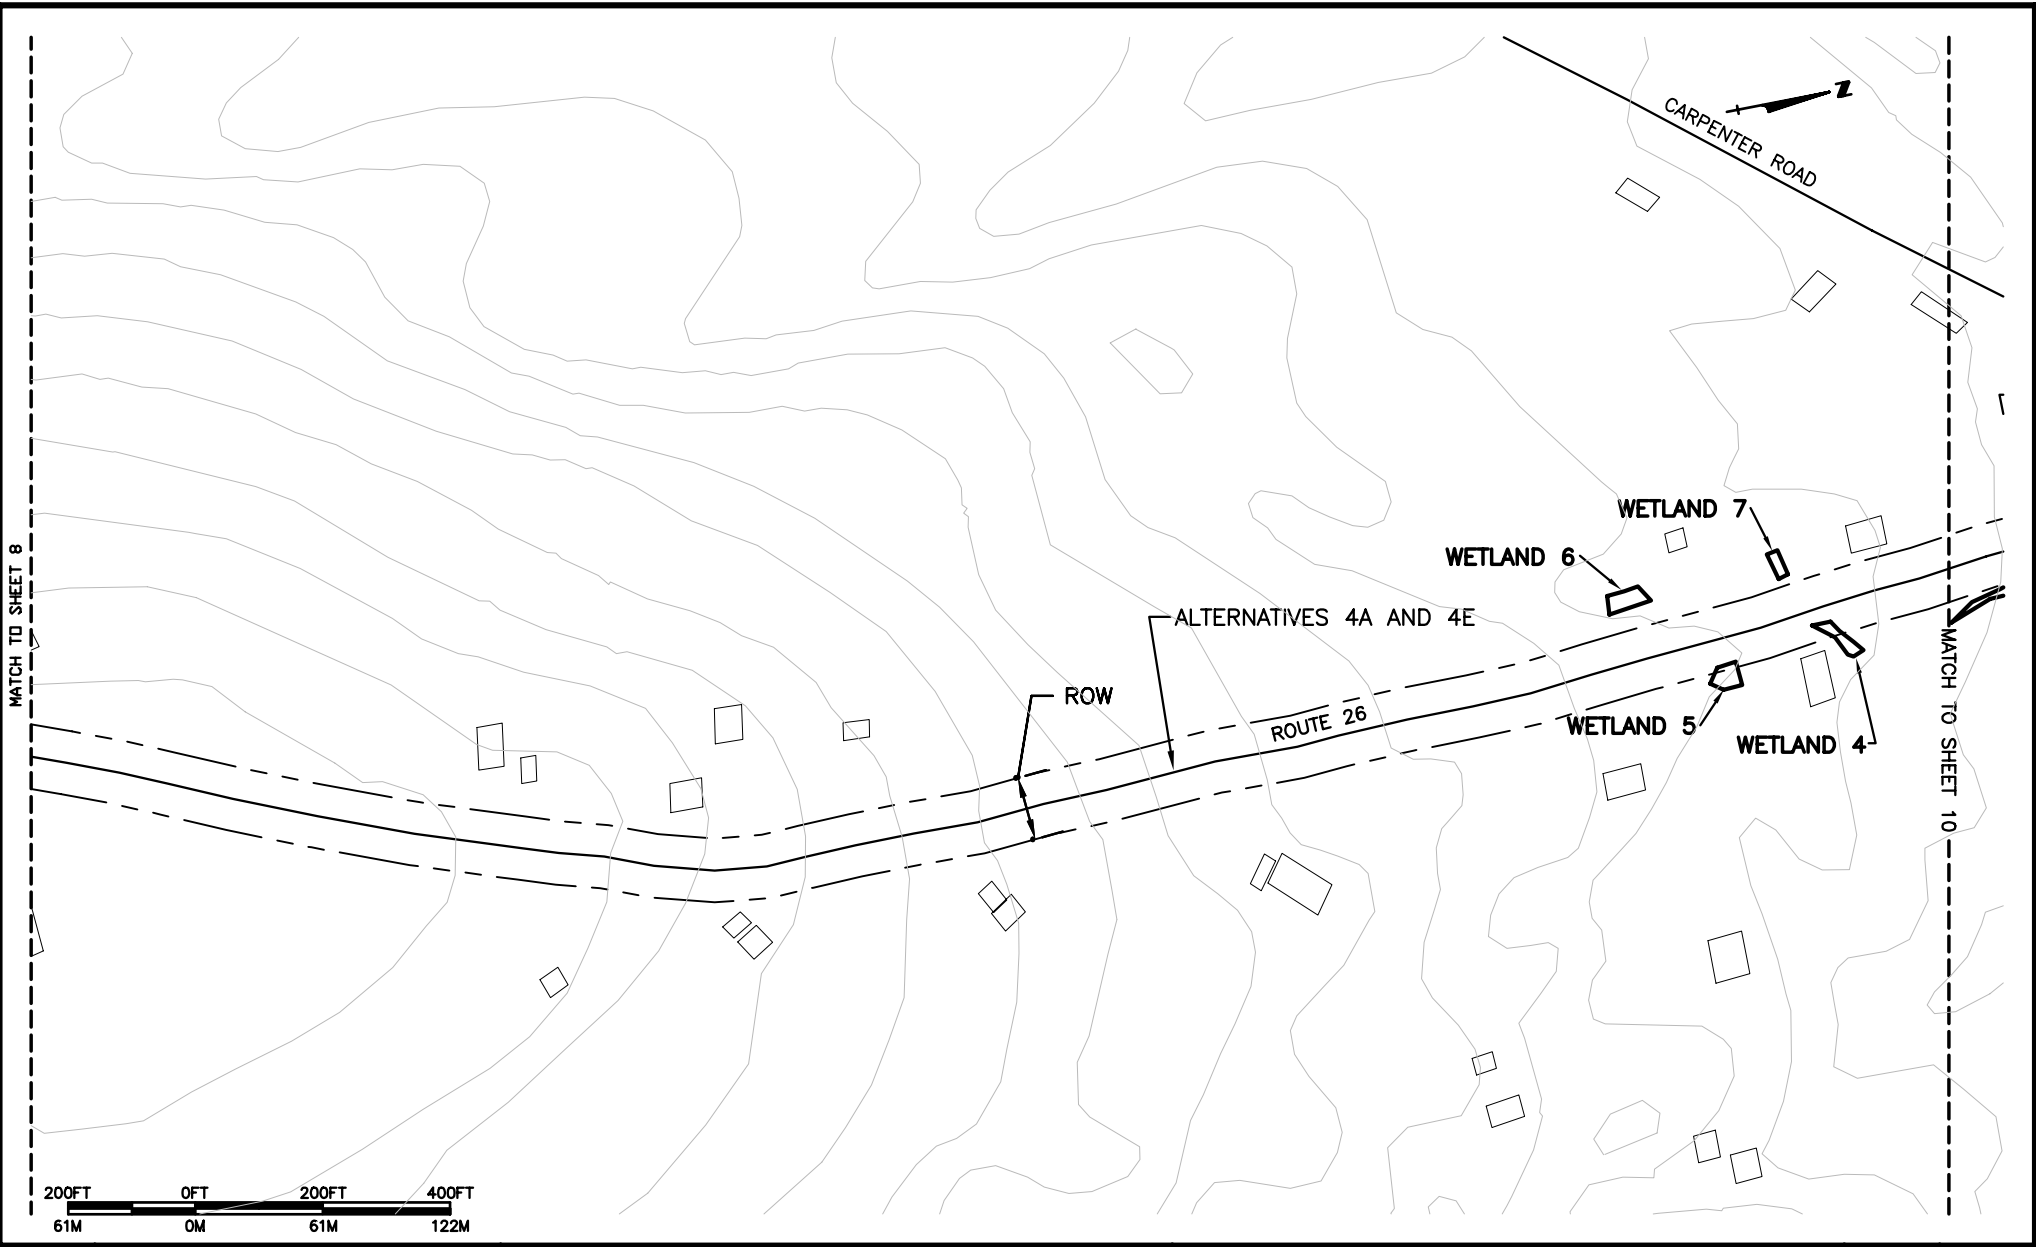 Z
CARPENTER ROAD
WETLAND 7
WETLAND 6
MATCH TO SHEET 8
ALTERNATIVES 4A AND 4E
ROW
ROUTE 26
WETLAND 5
WETLAND 4
MATCH TO SHEET 10
200FT 0FT 200FT 400FT
61M 0M 61M 122M